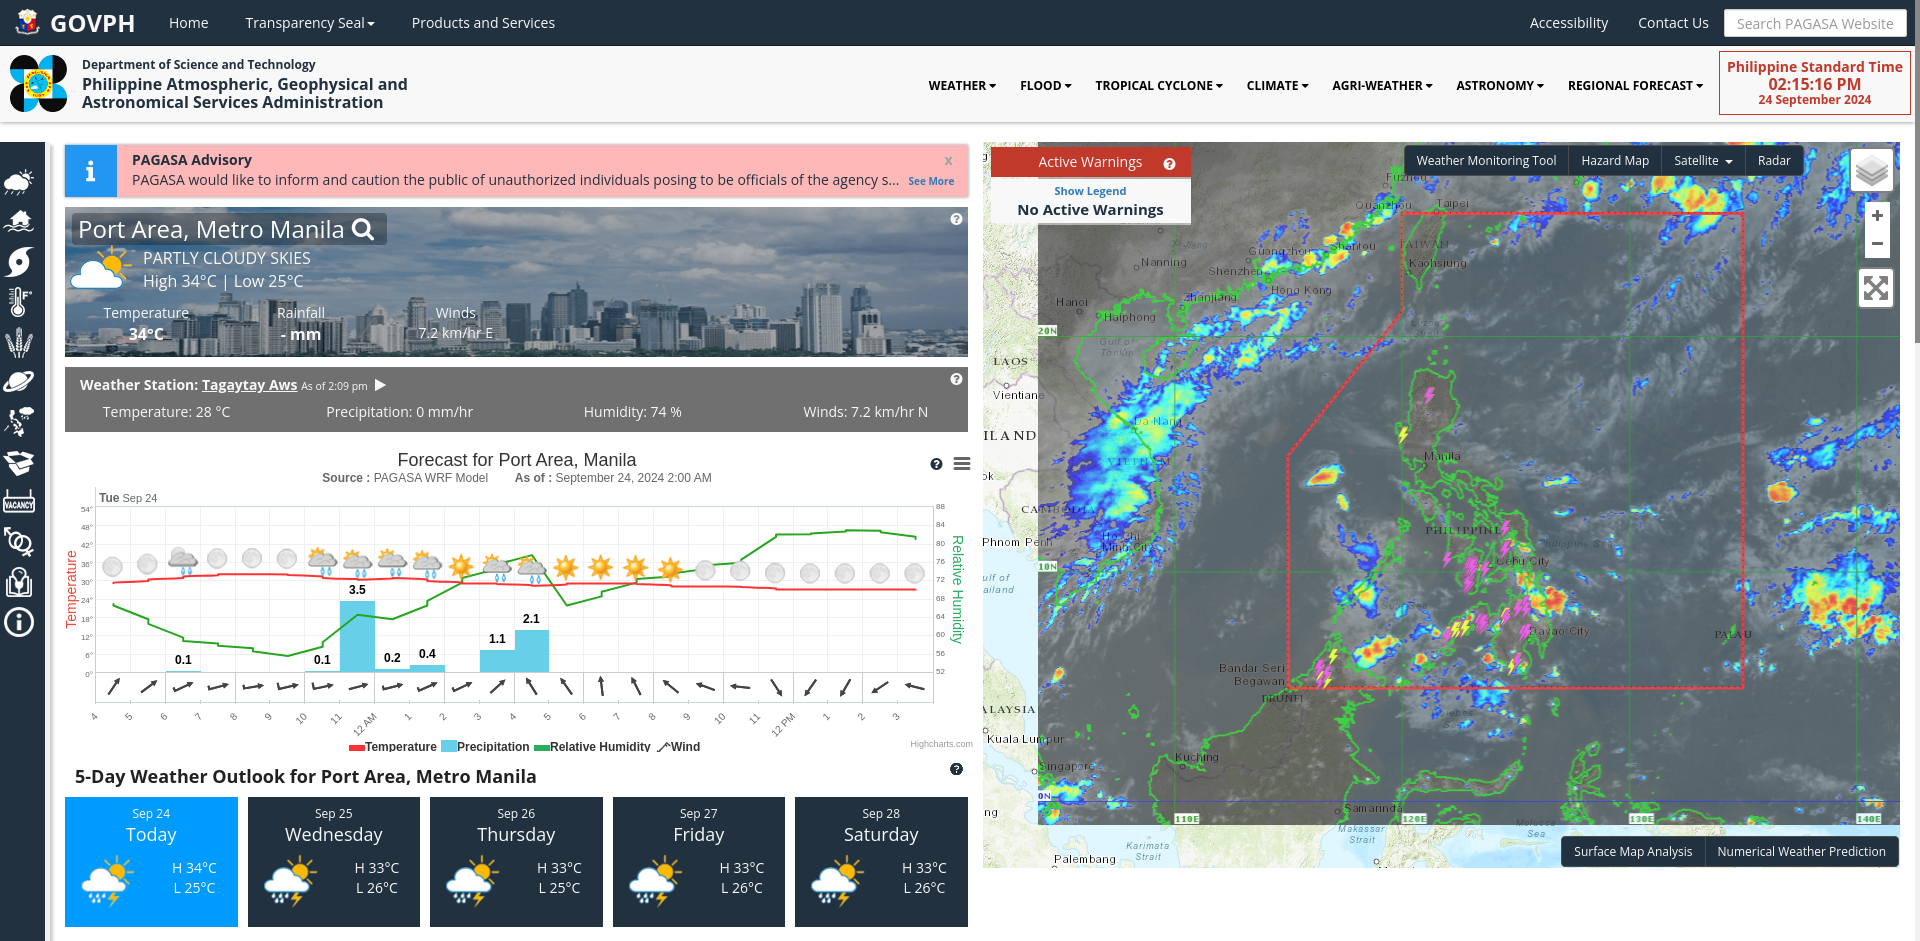 GOVPH
Home
Transparency Seal
Products and Services
Accessibility
Contact Us
Search PAGASA Website
Department of Science and Technology
Philippine Atmospheric, Geophysical and
Astronomical Services Administration
WEATHER
FLOOD
TROPICAL CYCLONE
CLIMATE
AGRI-WEATHER
ASTRONOMY
REGIONAL FORECAST
Philippine Standard Time
02:15:16 PM
24 September 2024
VACANCY
PAGASA Advisory
x
PAGASA would like to inform and caution the public of unauthorized individuals posing to be officials of the agency s...
See More
Port Area, Metro Manila
PARTLY CLOUDY SKIES
High 34°C | Low 25°C
Temperature
Rainfall
Winds
34°C
- mm
7.2 km/hr E
Weather Station: Tagaytay Aws As of 2:09 pm
Temperature: 28 °C
Precipitation: 0 mm/hr
Humidity: 74 %
Winds: 7.2 km/hr N
Forecast for Port Area, Manila
Source : PAGASA WRF Model As of : September 24, 2024 2:00 AM
Tue Sep 24
54°
48°
42°
36°
30°
24°
18°
12°
6°
0°
Temperature
88
84
80
76
72
68
64
60
56
52
Relative Humidity
0.1
0.1
3.5
0.2
0.4
1.1
2.1
4
5
6
7
8
9
10
11
12 AM
1
2
3
4
5
6
7
8
9
10
11
12 PM
1
2
3
Temperature
Precipitation
Relative Humidity
Wind
Highcharts.com
5-Day Weather Outlook for Port Area, Metro Manila
Sep 24
Today
H 34°C
L 25°C
Sep 25
Wednesday
H 33°C
L 26°C
Sep 26
Thursday
H 33°C
L 25°C
Sep 27
Friday
H 33°C
L 26°C
Sep 28
Saturday
H 33°C
L 26°C
Active Warnings
Show Legend
No Active Warnings
Weather Monitoring Tool
Hazard Map
Satellite
Radar
+
−
Fuzhou
Quanzhou
Taipei
Xi Jiang
Guangzhou
Shantou
TAIWAN
Nanning
Shenzhen
Kaohsiung
Hong Kong
Hanoi
Zhanjiang
Haiphong
20N
Gulf of
Tonkin
LAOS
Vientiane
Da Nang
ILAND
VIETNAM
Manila
ok
CAMBODIA
Phnom Penh
Ho Chi
Minh City
PHILIPPINE
Philippine Sea
Cebu City
10N
ulf of
ailand
Davao City
PALAU
Bandar Seri
Begawan
BRUNEI
ALAYSIA
Kuala Lumpur
Kuching
Singapore
0N
ng
Samarinda
110E
120E
130E
140E
Makassar
Strait
Molucca
Sea
Karimata
Strait
Palembang
Surface Map Analysis
Numerical Weather Prediction